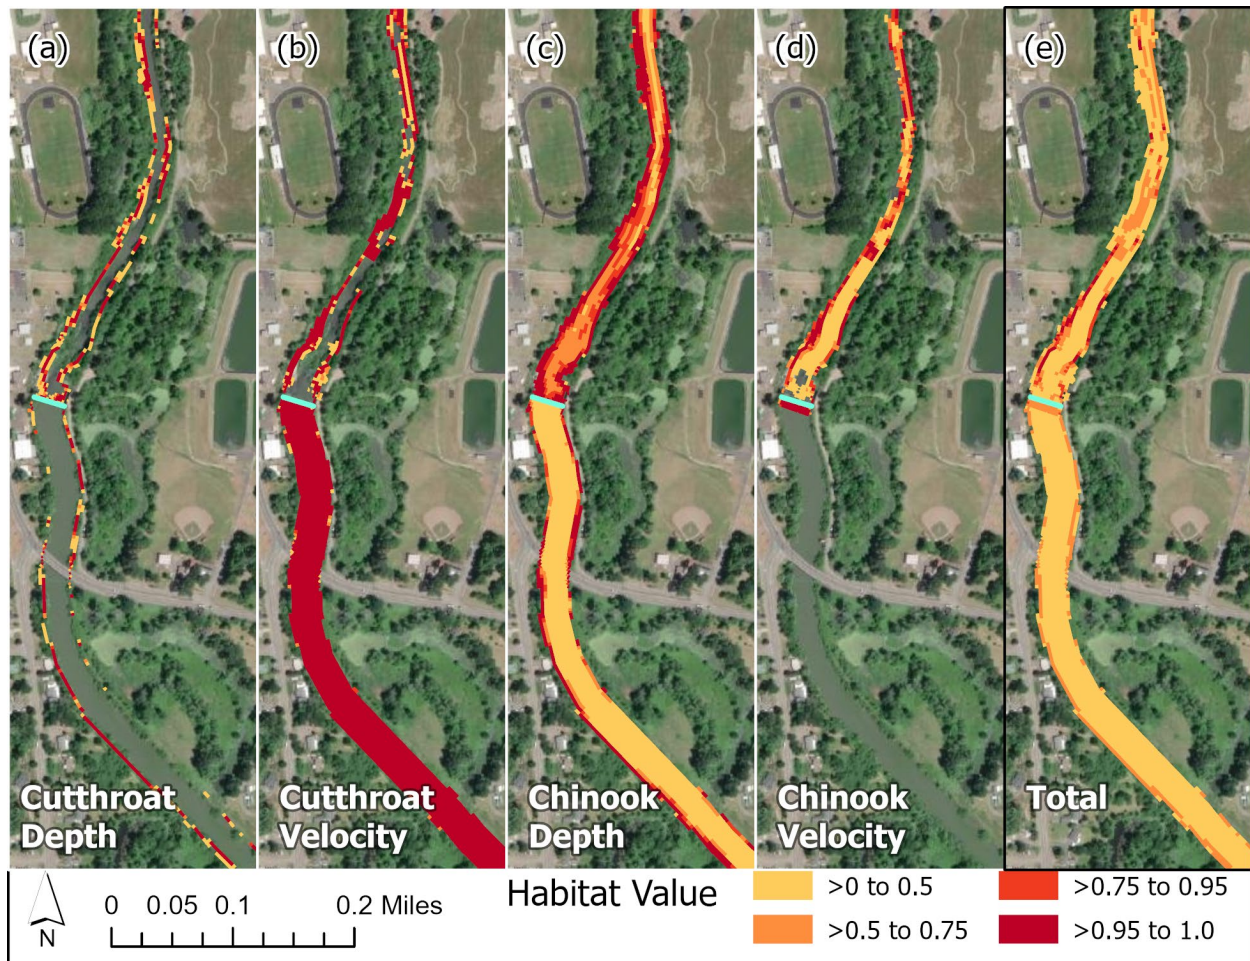 (a)
(b)
(c)
(d)
(e)
Cutthroat
Depth
Cutthroat
Velocity
Chinook
Depth
Chinook
Velocity
Total
N
0 0.05 0.1 0.2 Miles
Habitat Value
>0 to 0.5
>0.75 to 0.95
>0.5 to 0.75
>0.95 to 1.0